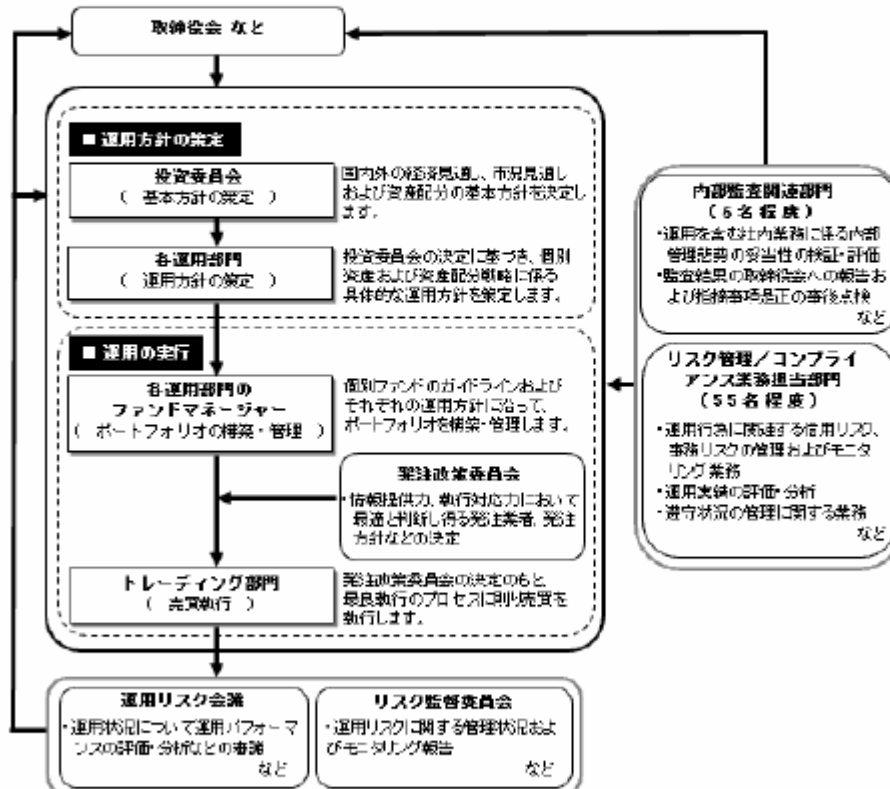 取締役会 など
■ 運用方針の策定
投資委員会
( 基本方針の策定 )
国内外の経済見通し、市況見通し
および資産配分の基本方針を決定し
ます。
各運用部門
( 運用方針の策定 )
投資委員会の決定に基づき、個別
資産および資産配分戦略に係る
具体的な運用方針を策定します。
■ 運用の実行
各運用部門の
ファンドマネージャー
( ポートフォリオの構築・管理 )
個別ファンドのガイドラインおよび
それぞれの運用方針に沿って、
ポートフォリオを構築・管理します。
発注政策委員会
・情報提供力、執行対応力において
最適と判断し得る発注業者、発注
方針などの決定
トレーディング部門
( 売買執行 )
発注政策委員会の決定のもと、
最良執行のプロセスに則り売買を
執行します。
運用リスク会議
・運用状況について運用パフォーマ
ンスの評価・分析などの審議
など
リスク監督委員会
・運用リスクに関する管理状況およ
びモニタリング報告
など
内部監査関連部門
(6名程度)
・運用を含む社内業務に係る内部
管理態勢の妥当性の検証・評価
・監査結果の取締役会への報告お
よび指摘事項是正の事後点検
など
リスク管理/コンプライ
アンス業務担当部門
(55名程度)
・運用行為に関連する信用リスク、
事務リスクの管理およびモニタ
リング業務
・運用実績の評価・分析
・遵守状況の管理に関する業務
など